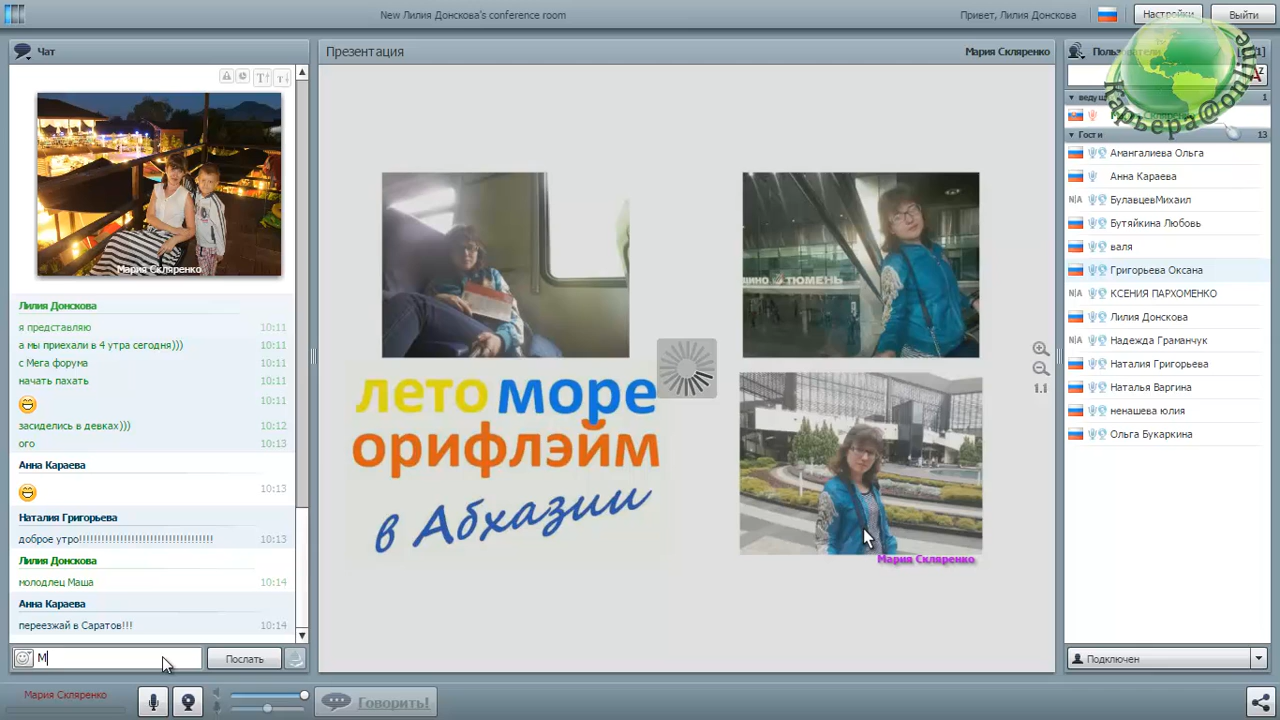 New Лилия Донскова's conference room
Привет, Лилия Донскова
Настройки
Выйти
Чат
Презентация
Мария Скляренко
T↑ T↓
Мария Скляренко
Лилия Донскова
я представляю 10:11
а мы приехали в 4 утра сегодня))) 10:11
с Мега форума 10:11
начать пахать 10:11
10:11
засиделись в девках))) 10:12
ого 10:13
Анна Караева
10:13
Наталия Григорьева
доброе утро!!!!!!!!!!!!!!!!!!!!!!!!!!!!!!!!!!! 10:13
Лилия Донскова
молодлец Маша 10:14
Анна Караева
переезжай в Саратов!!! 10:14
М
Послать
ТЮМЕНЬ
лето море
орифлэйм
в Абхазии
Мария Скляренко
1.1
Карьера@online
AZ
1
Гости 13
Амангалиева Ольга
Анна Караева
N/A БулавцевМихаил
Бутяйкина Любовь
валя
Григорьева Оксана
N/A КСЕНИЯ ПАРХОМЕНКО
Лилия Донскова
N/A Надежда Граманчук
Наталия Григорьева
Наталья Варгина
ненашева юлия
Ольга Букаркина
Подключен
Мария Скляренко
Говорить!